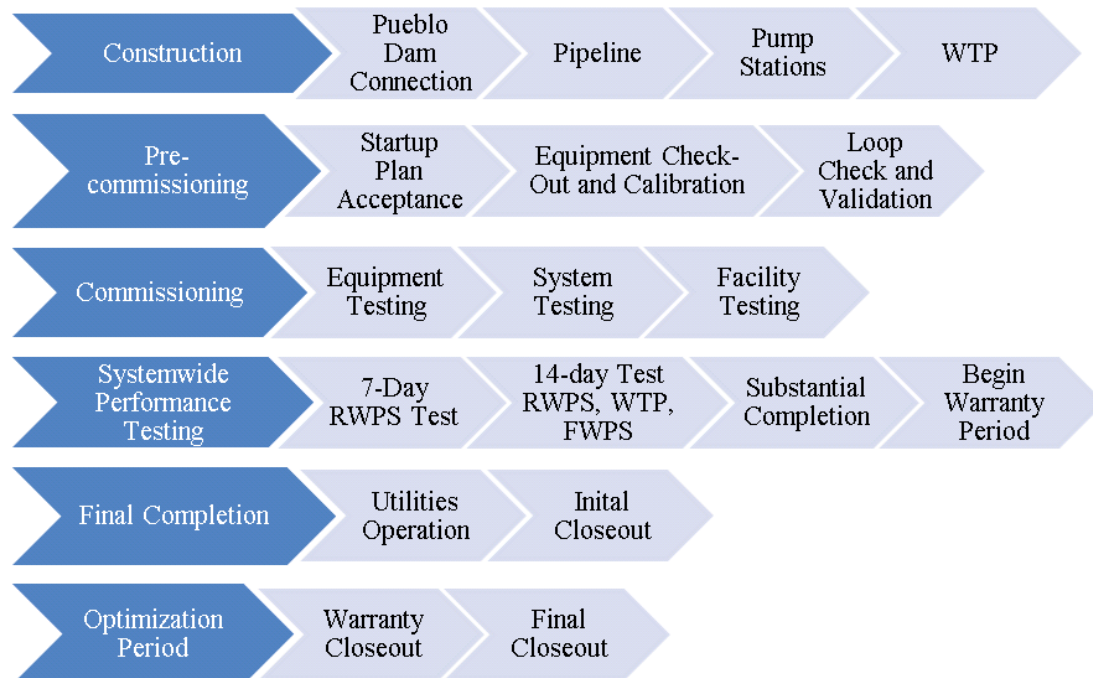 Construction
Pueblo
Dam
Connection
Pipeline
Pump
Stations
WTP
Pre-
commissioning
Startup
Plan
Acceptance
Equipment Check-
Out and Calibration
Loop
Check and
Validation
Commissioning
Equipment
Testing
System
Testing
Facility
Testing
Systemwide
Performance
Testing
7-Day
RWPS Test
14-day Test
RWPS, WTP,
FWPS
Substantial
Completion
Begin
Warranty
Period
Final Completion
Utilities
Operation
Inital
Closeout
Optimization
Period
Warranty
Closeout
Final
Closeout